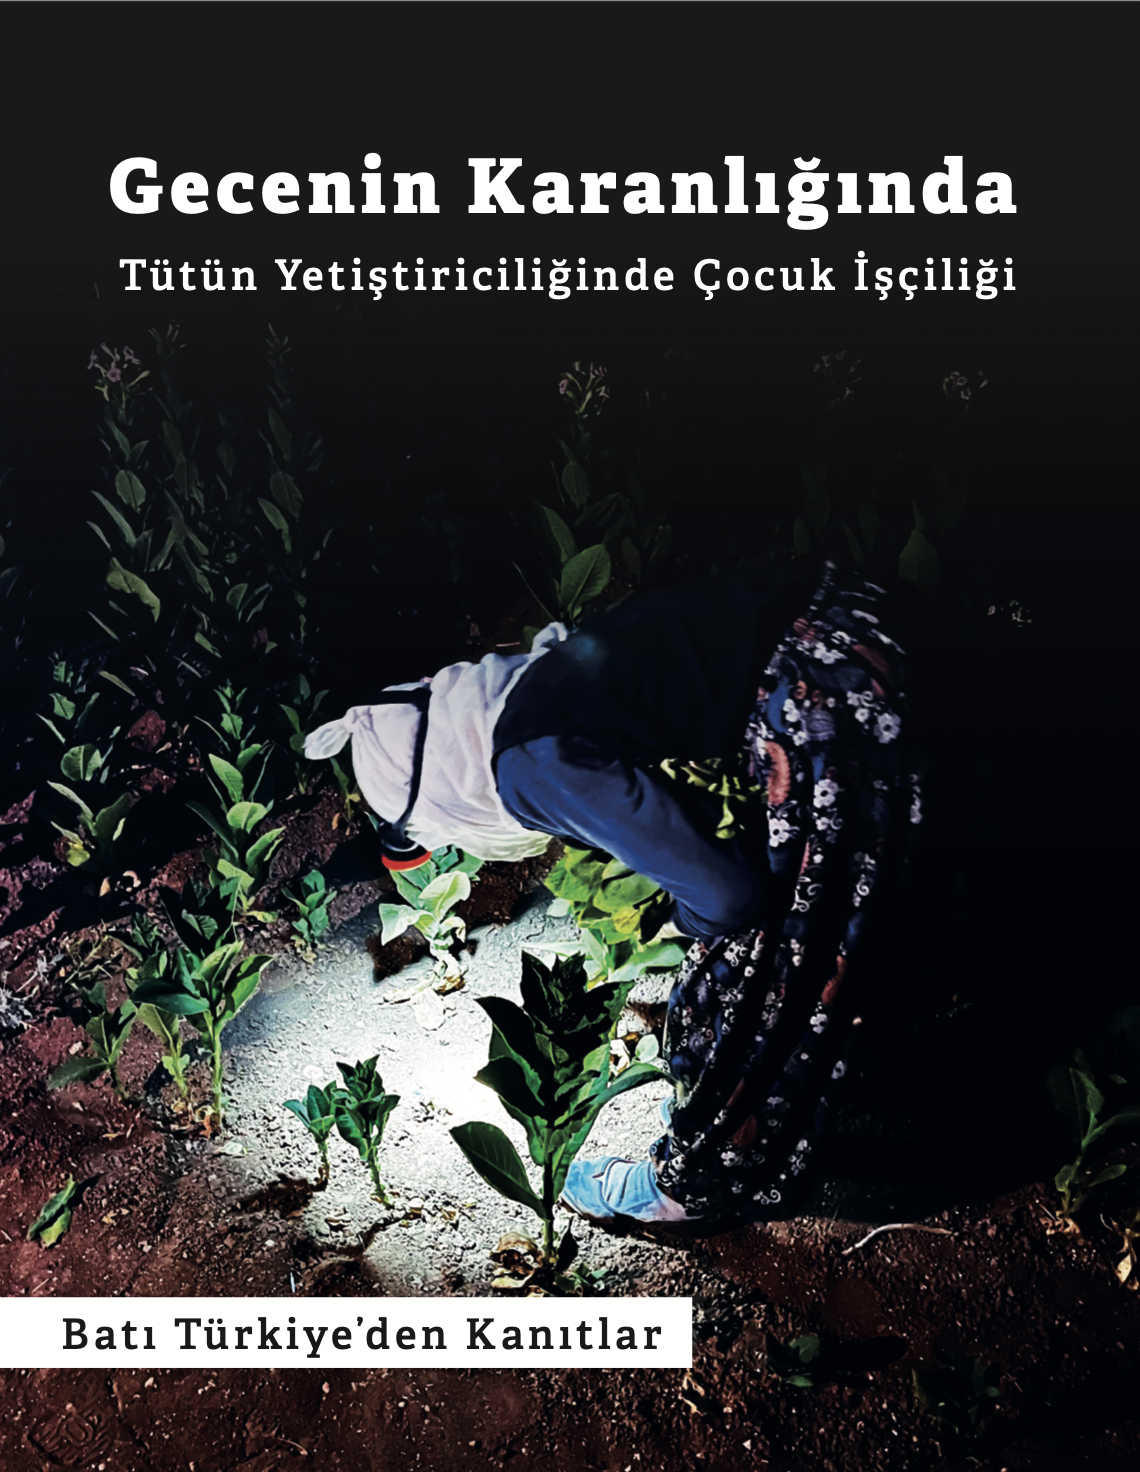 Gecenin Karanlığında
Tütün Yetiştiriciliğinde Çocuk İşçiliği
Batı Türkiye’den Kanıtlar